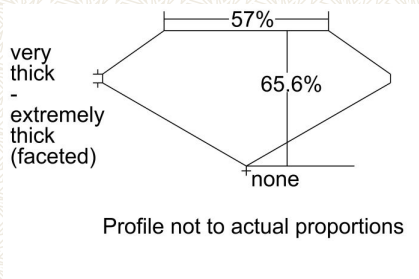 57%
very
thick
-
extremely
thick
(faceted)
65.6%
none
Profile not to actual proportions